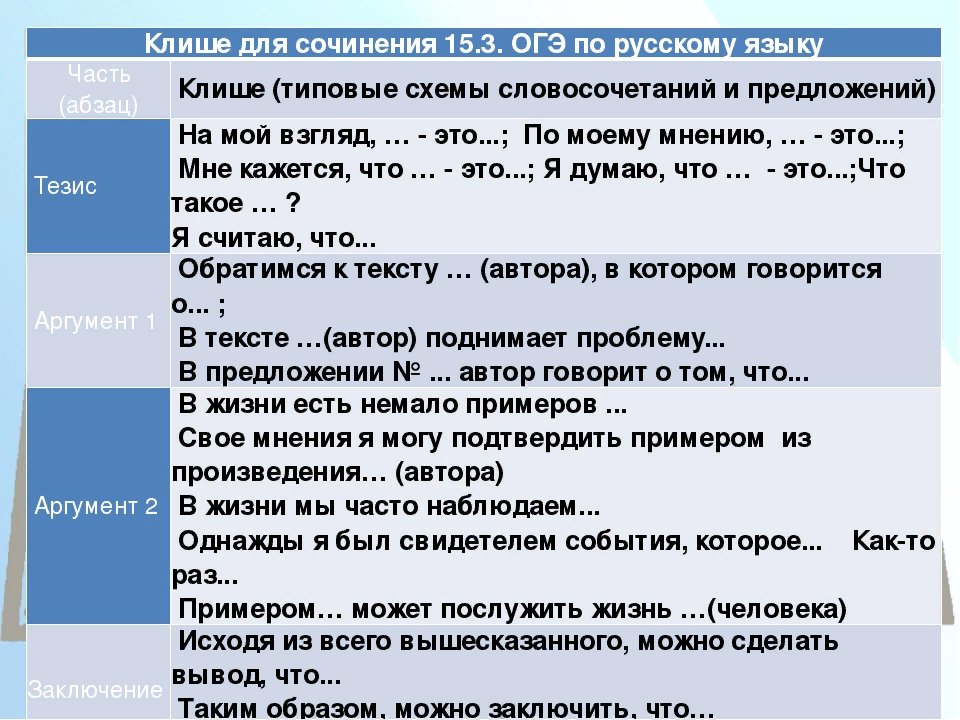 Клише для сочинения 15.3. ОГЭ по русскому языку
Часть
(абзац)
Клише (типовые схемы словосочетаний и предложений)
Тезис
На мой взгляд, … - это...; По моему мнению, … - это...;
Мне кажется, что … - это...; Я думаю, что … - это...;Что
такое … ?
Я считаю, что...
Аргумент 1
Обратимся к тексту … (автора), в котором говорится
о... ;
В тексте …(автор) поднимает проблему...
В предложении № ... автор говорит о том, что...
Аргумент 2
В жизни есть немало примеров ...
Свое мнения я могу подтвердить примером из
произведения… (автора)
В жизни мы часто наблюдаем...
Однажды я был свидетелем события, которое... Как-то
раз...
Примером… может послужить жизнь …(человека)
Заключение
Исходя из всего вышесказанного, можно сделать
вывод, что...
Таким образом, можно заключить, что…